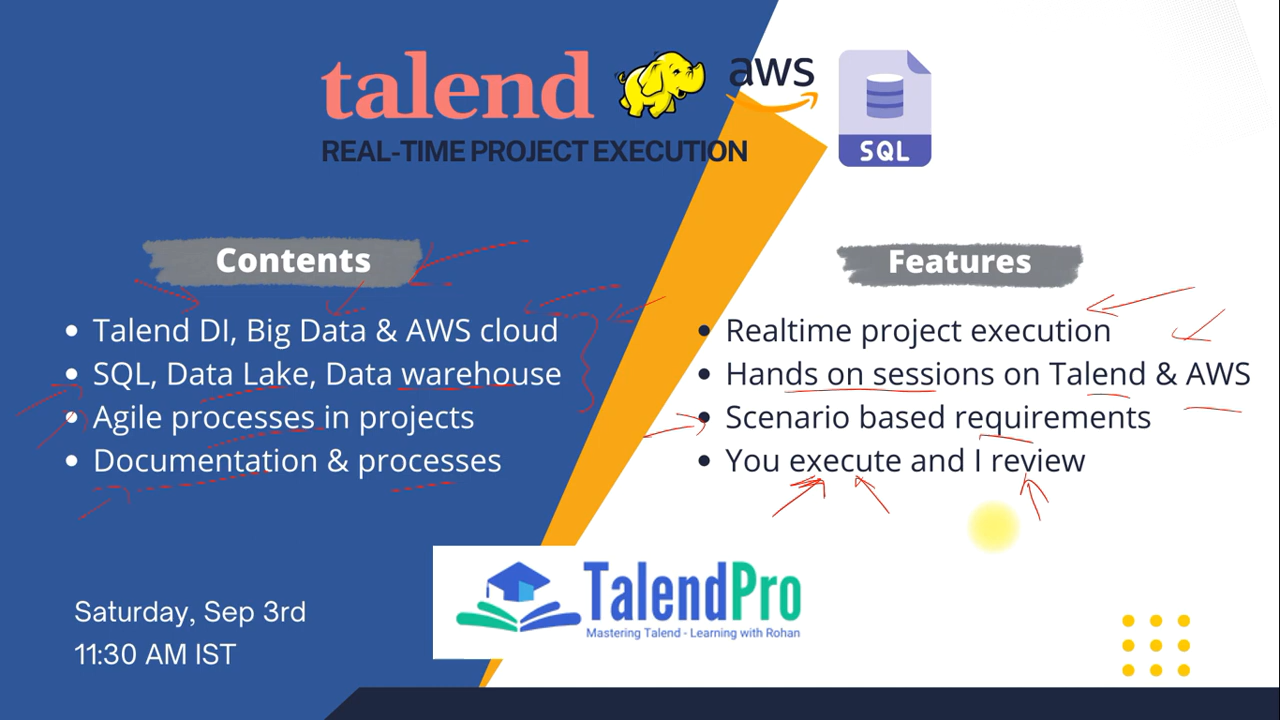 talend
aws
SQL
REAL-TIME PROJECT EXECUTION
Contents
Talend DI, Big Data & AWS cloud
SQL, Data Lake, Data warehouse
Agile processes in projects
Documentation & processes
Features
Realtime project execution
Hands on sessions on Talend & AWS
Scenario based requirements
You execute and I review
TalendPro
Mastering Talend - Learning with Rohan
Saturday, Sep 3rd
11:30 AM IST